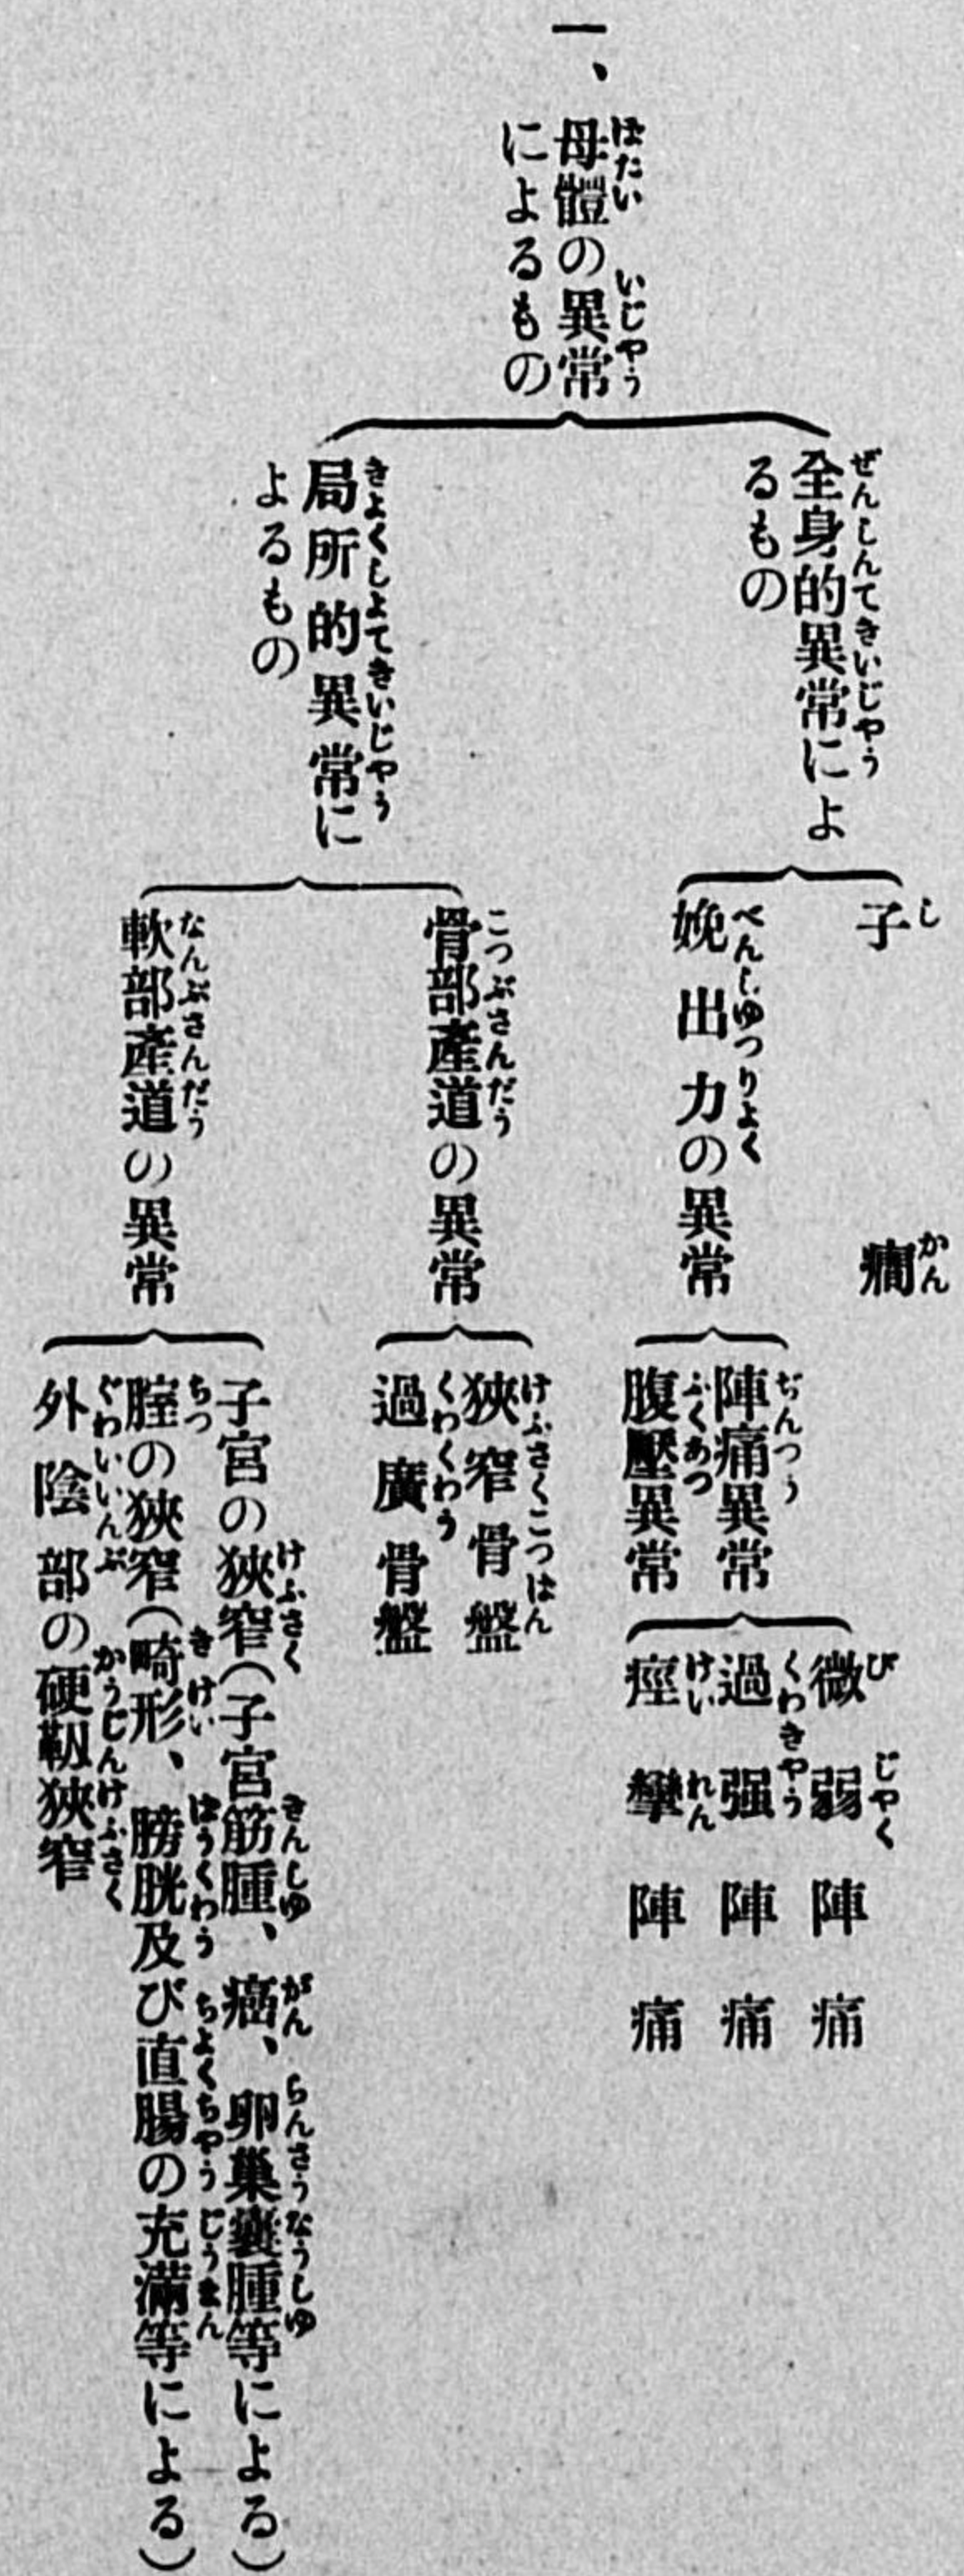 一、母體の異常
によるもの
全身的異常によ
るもの
子癇
娩出力の異常
陣痛異常
微弱陣痛
過强陣痛
痙攣陣痛
腹壓異常
局所的異常に
よるもの
骨部產道の異常
狹窄骨盤
過廣骨盤
軟部產道の異常
子宮の狹窄（子宮筋腫、癌、卵巢囊腫等による）
腟の狹窄（畸形、膀胱及び直腸の充滿等による）
外陰部の硬靱狹窄